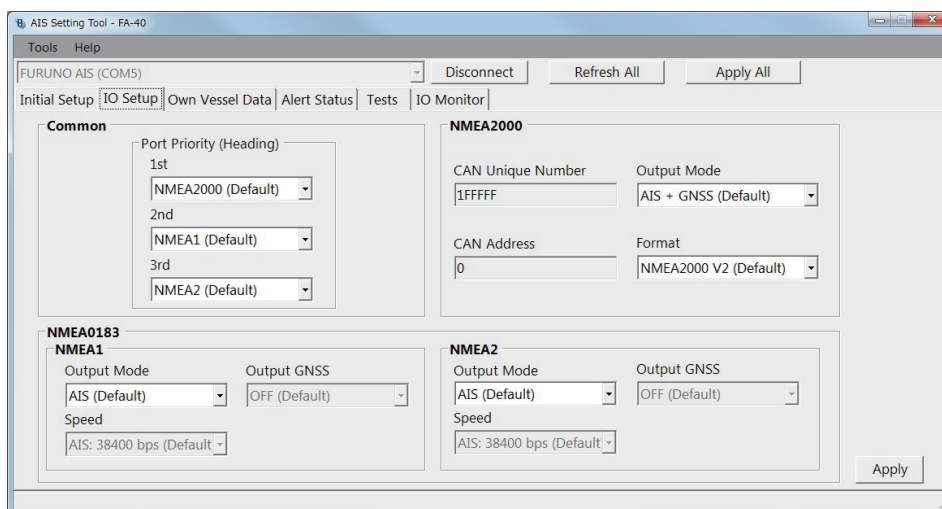 AIS Setting Tool - FA-40
Tools Help
FURUNO AIS (COM5) Disconnect Refresh All Apply All
Initial Setup IO Setup Own Vessel Data Alert Status Tests IO Monitor
Common
Port Priority (Heading)
1st
NMEA2000 (Default)
2nd
NMEA1 (Default)
3rd
NMEA2 (Default)
NMEA2000
CAN Unique Number Output Mode
1FFFFF AIS + GNSS (Default)
CAN Address Format
0 NMEA2000 V2 (Default)
NMEA0183
NMEA1
Output Mode Output GNSS
AIS (Default) OFF (Default)
Speed
AIS: 38400 bps (Default
NMEA2
Output Mode Output GNSS
AIS (Default) OFF (Default)
Speed
AIS: 38400 bps (Default
Apply